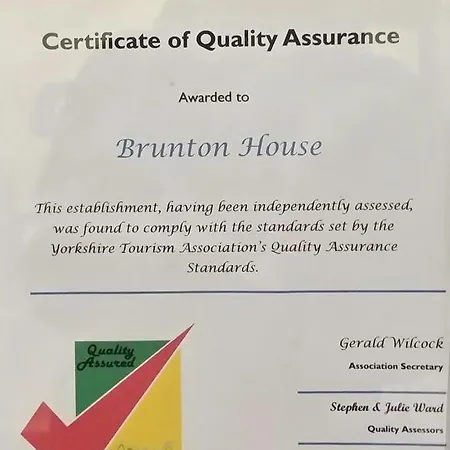 Certificate of Quality Assurance
Awarded to
Brunton House
This establishment, having been independently assessed,
was found to comply with the standards set by the
Yorkshire Tourism Association's Quality Assurance
Standards.
Quality
Assured
Gerald Wilcock
Association Secretary
Stephen & Julie Ward
Quality Assessors